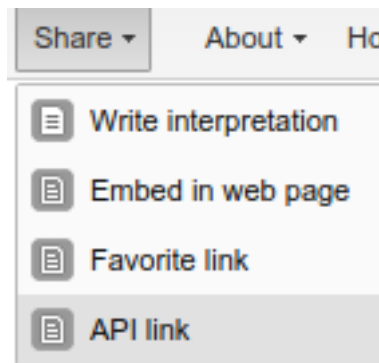 Share About
Write interpretation
Embed in web page
Favorite link
API link